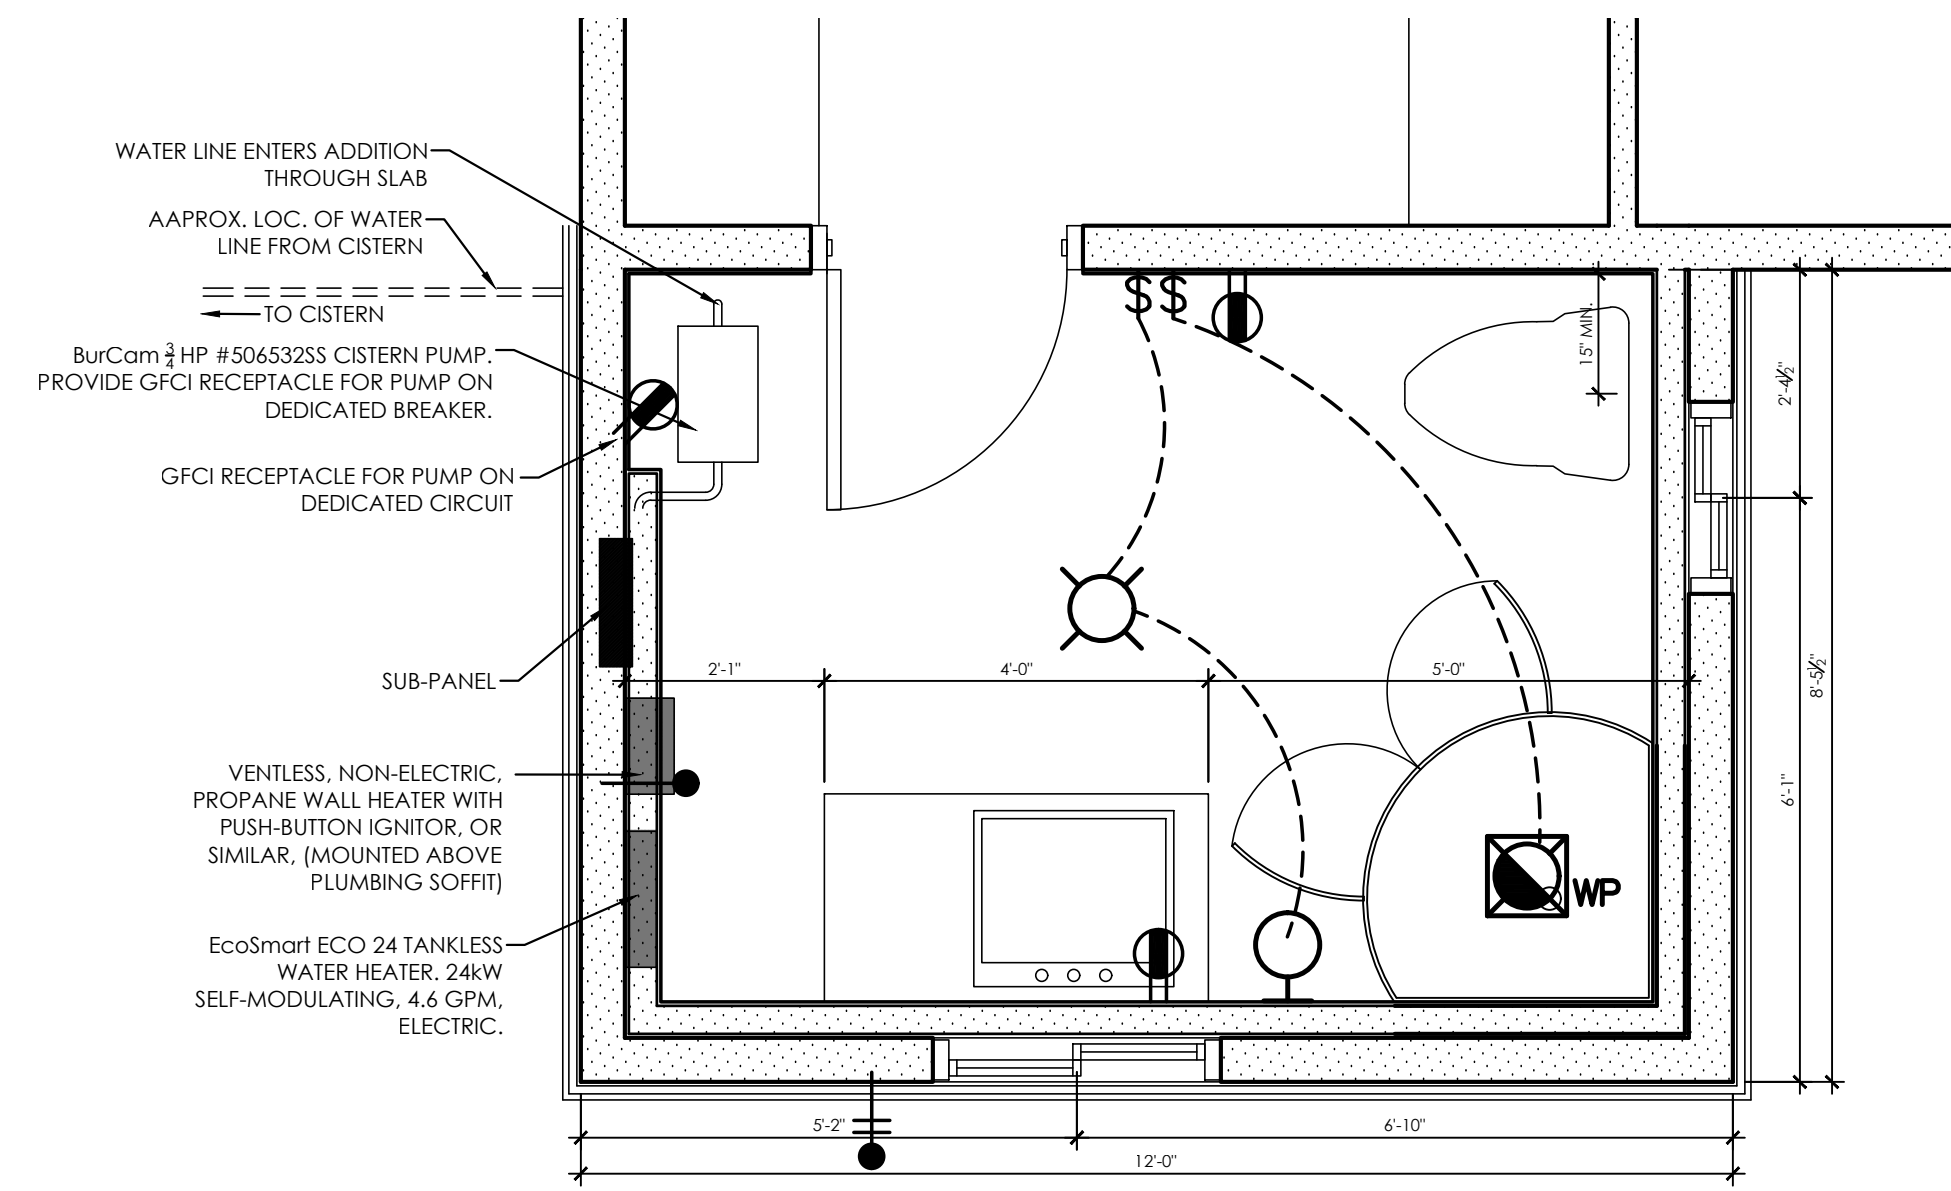 WATER LINE ENTERS ADDITION
THROUGH SLAB
AAPROX. LOC. OF WATER
LINE FROM CISTERN
TO CISTERN
BurCam 3/4 HP #506532SS CISTERN PUMP.
PROVIDE GFCI RECEPTACLE FOR PUMP ON
DEDICATED BREAKER.
GFCI RECEPTACLE FOR PUMP ON
DEDICATED CIRCUIT
SUB-PANEL
VENTLESS, NON-ELECTRIC,
PROPANE WALL HEATER WITH
PUSH-BUTTON IGNITOR, OR
SIMILAR, (MOUNTED ABOVE
PLUMBING SOFFIT)
EcoSmart ECO 24 TANKLESS
WATER HEATER. 24kW
SELF-MODULATING, 4.6 GPM,
ELECTRIC.
$ $
15" MIN.
2'-1"
4'-0"
5'-0"
WP
2'-4 1/2"
6'-1"
8'-5 1/2"
5'-2"
6'-10"
12'-0"